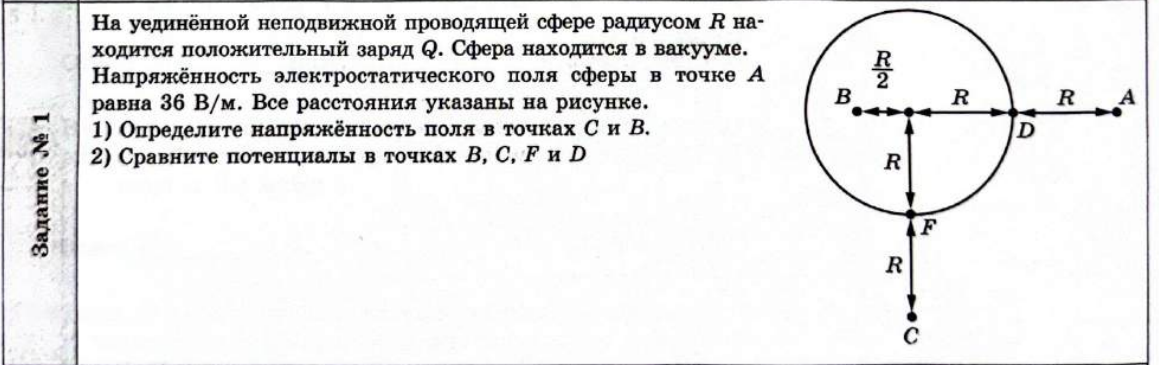 На уединённой неподвижной проводящей сфере радиусом R на-
ходится положительный заряд Q. Сфера находится в вакууме.
Напряжённость электростатического поля сферы в точке A
равна 36 В/м. Все расстояния указаны на рисунке.
1) Определите напряжённость поля в точках C и B.
2) Сравните потенциалы в точках B, C, F и D
Задание № 1
R
2
B
R
R
A
D
R
F
R
C